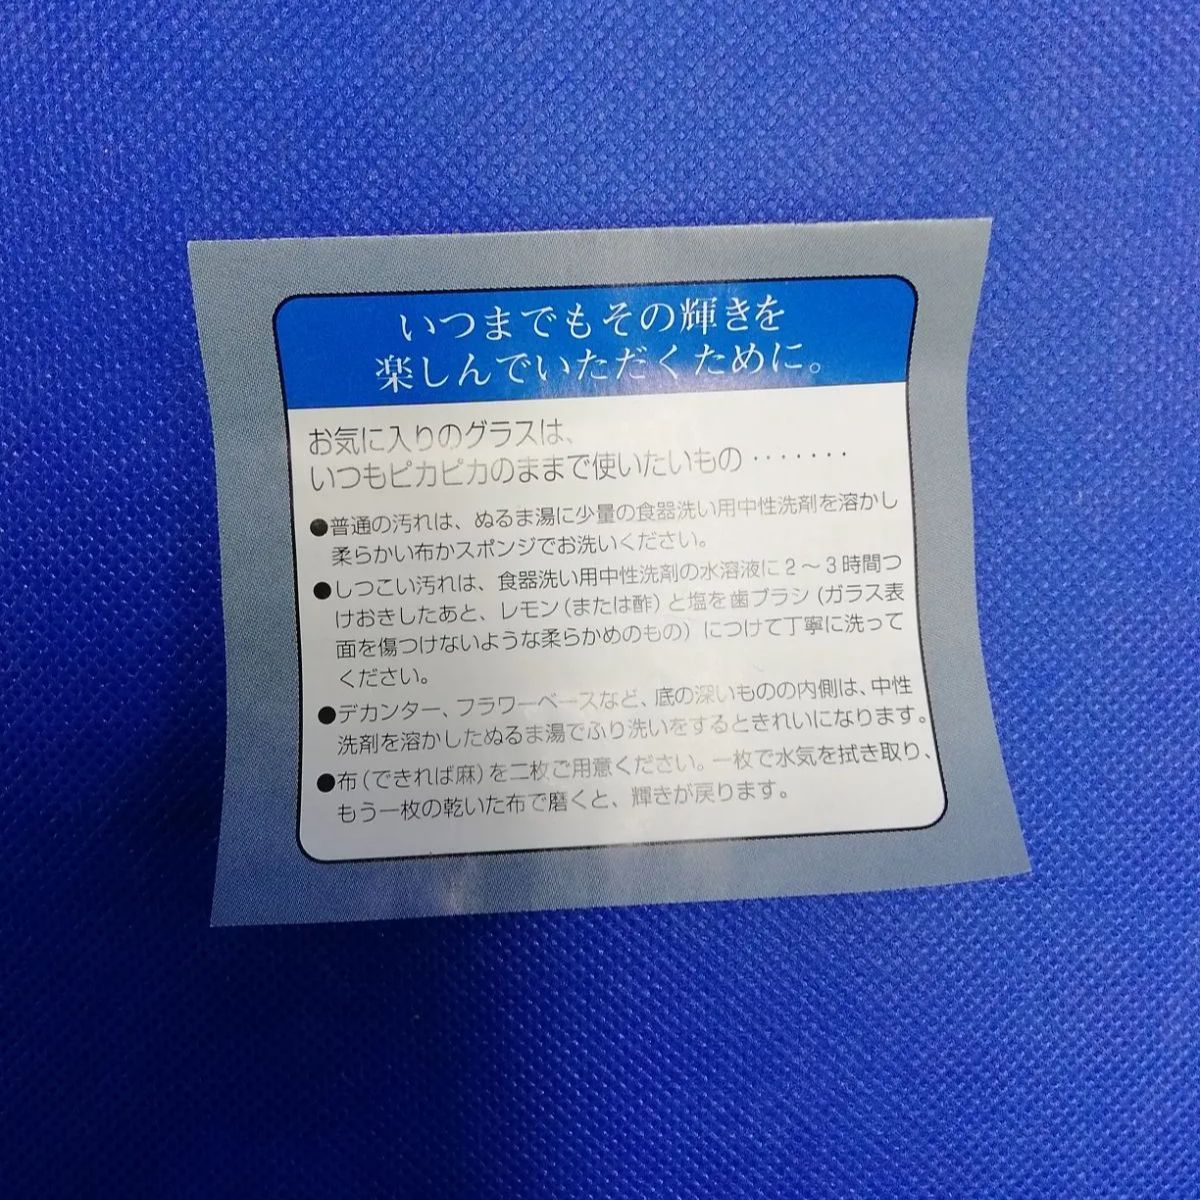 いつまでもその輝きを
楽しんでいただくために。
お気に入りのグラスは、
いつもピカピカのままで使いたいもの・・・・・・・
●普通の汚れは、ぬるま湯に少量の食器洗い用中性洗剤を溶かし
柔らかい布かスポンジでお洗いください。
●しつこい汚れは、食器洗い用中性洗剤の水溶液に2～3時間つ
けおきしたあと、レモン(または酢)と塩を歯ブラシ(ガラス表
面を傷つけないような柔らかめのもの)につけて丁寧に洗って
ください。
●デカンター、フラワーベースなど、底の深いものの内側は、中性
洗剤を溶かしたぬるま湯でふり洗いをするときれいになります。
●布(できれば麻)を二枚ご用意ください。一枚で水気を拭き取り、
もう一枚の乾いた布で磨くと、輝きが戻ります。